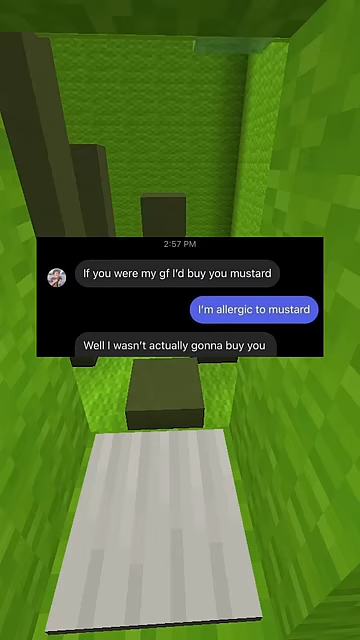 2:57 PM
If you were my gf I'd buy you mustard
I'm allergic to mustard
Well I wasn't actually gonna buy you